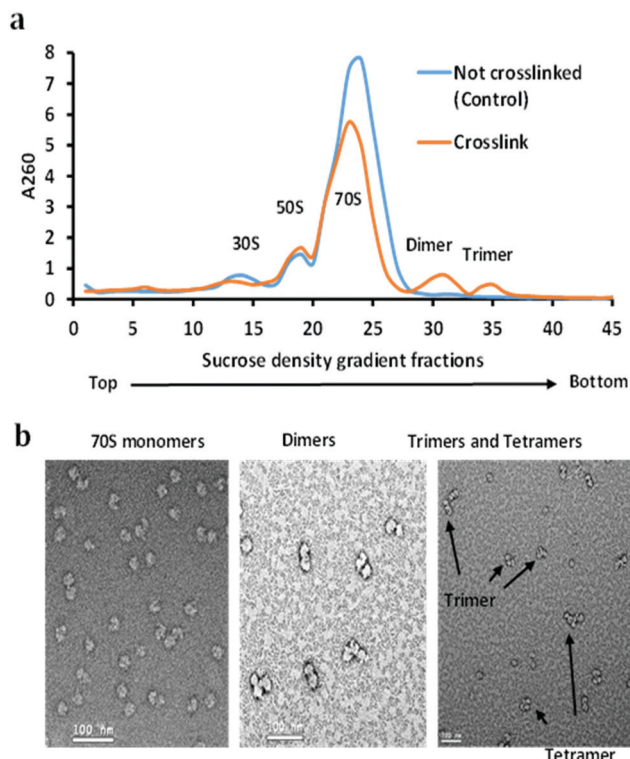 a
8
7
6
5
4
3
2
1
0
A260
Not crosslinked
(Control)
Crosslink
30S
50S
70S
Dimer
Trimer
0 5 10 15 20 25 30 35 40 45
Sucrose density gradient fractions
Top Bottom
b
70S monomers Dimers Trimers and Tetramers
Trimer
100 nm
100 nm
100 nm
Tetramer